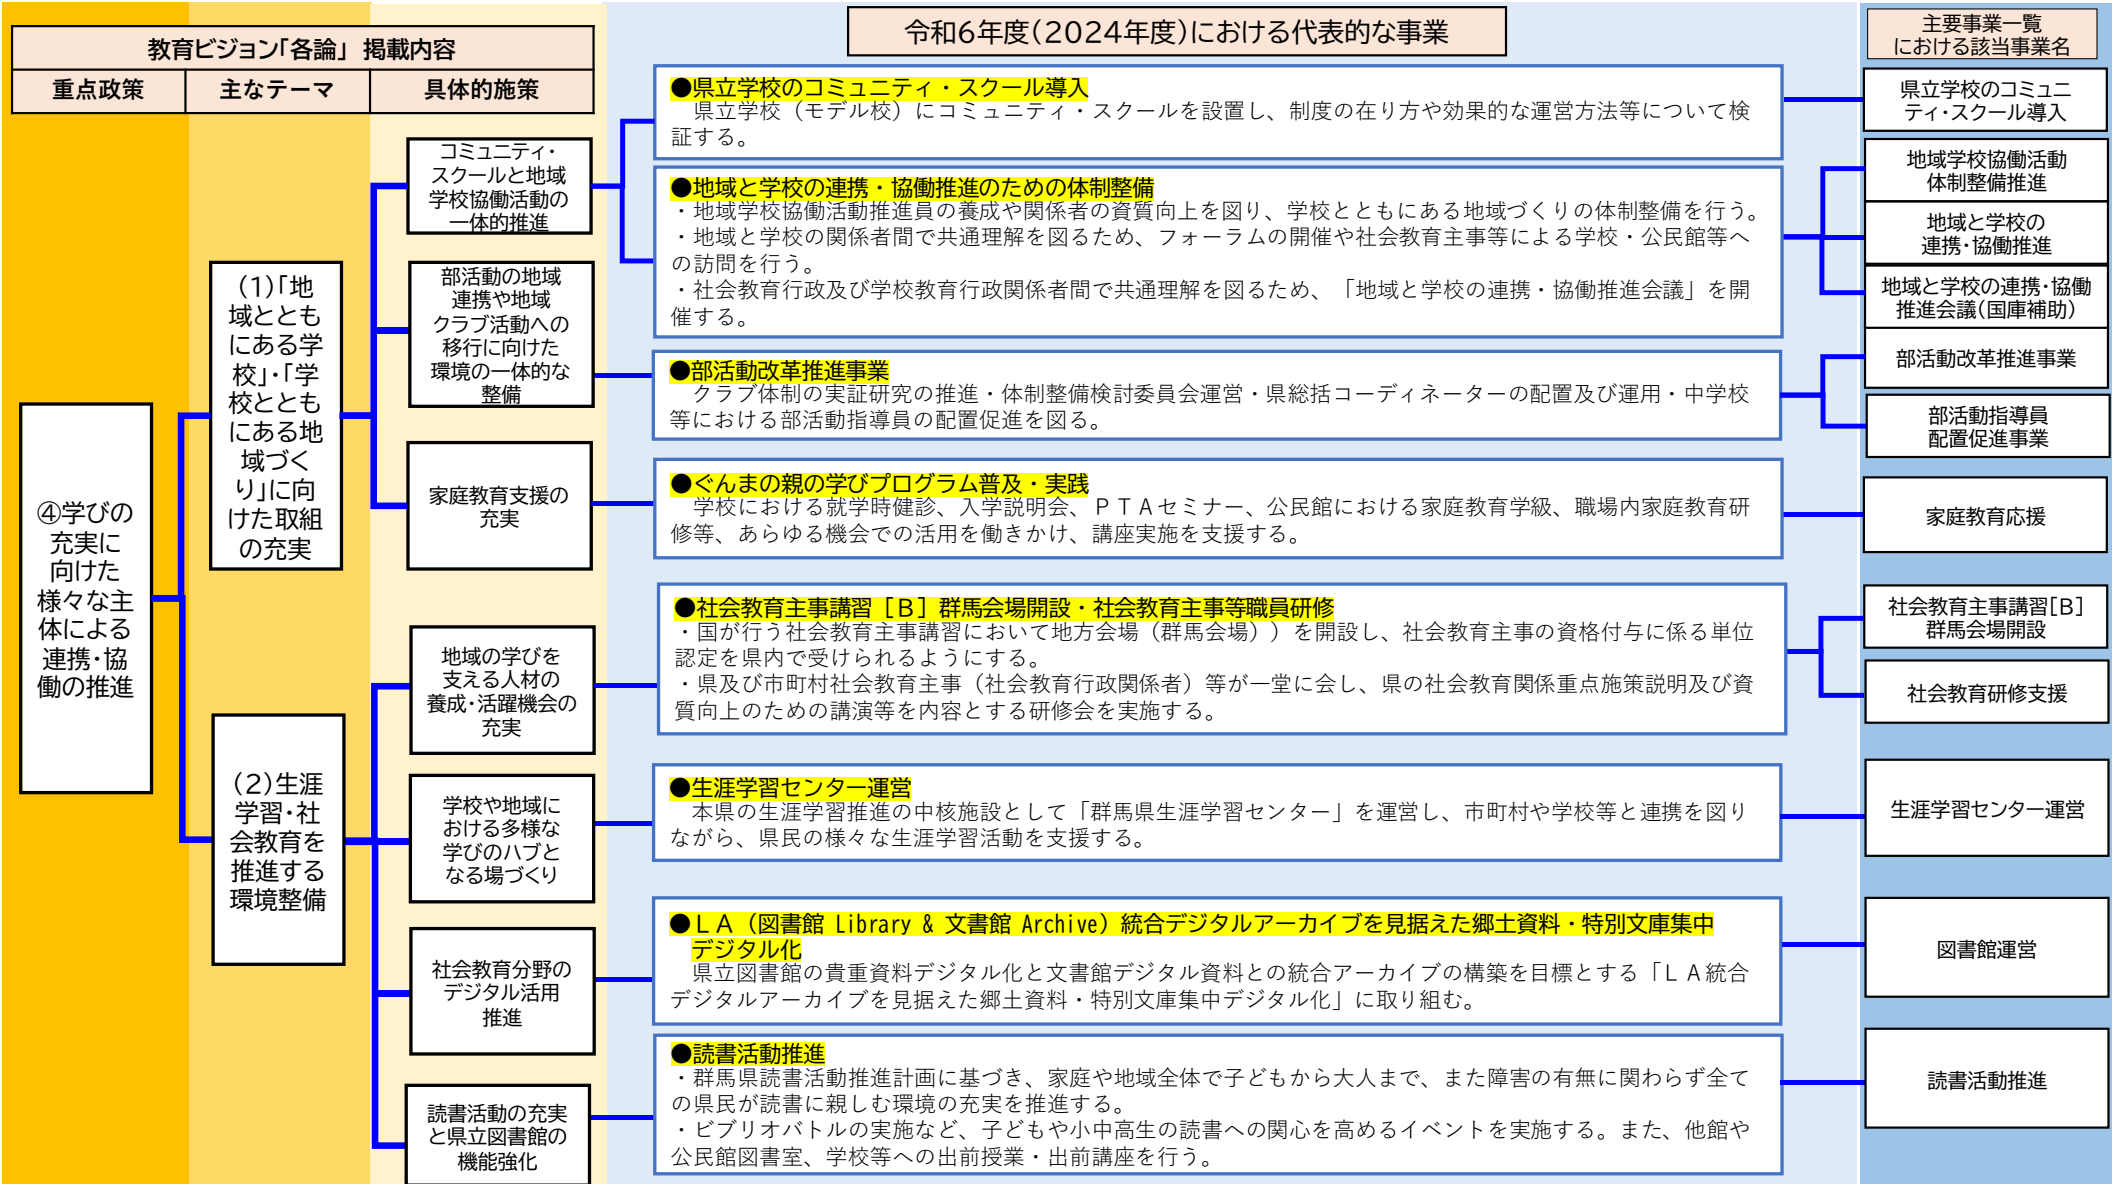 教育ビジョン「各論」 掲載内容
重点政策
主なテーマ
具体的施策
令和6年度(2024年度)における代表的な事業
主要事業一覧
における該当事業名
④学びの
充実に
向けた
様々な主
体による
連携・協
働の推進
(1)「地
域ととも
にある学
校」・「学
校ととも
にある地
域づく
り」に向
けた取組
の充実
コミュニティ・
スクールと地域
学校協働活動の
一体的推進
●県立学校のコミュニティ・スクール導入
県立学校（モデル校）にコミュニティ・スクールを設置し、制度の在り方や効果的な運営方法等について検
証する。
県立学校のコミュニ
ティ・スクール導入
●地域と学校の連携・協働推進のための体制整備
・地域学校協働活動推進員の養成や関係者の資質向上を図り、学校とともにある地域づくりの体制整備を行う。
・地域と学校の関係者間で共通理解を図るため、フォーラムの開催や社会教育主事等による学校・公民館等へ
の訪問を行う。
・社会教育行政及び学校教育行政関係者間で共通理解を図るため、「地域と学校の連携・協働推進会議」を開
催する。
地域学校協働活動
体制整備推進
地域と学校の
連携・協働推進
地域と学校の連携・協働
推進会議(国庫補助)
部活動の地域
連携や地域
クラブ活動への
移行に向けた
環境の一体的な
整備
●部活動改革推進事業
クラブ体制の実証研究の推進・体制整備検討委員会運営・県総括コーディネーターの配置及び運用・中学校
等における部活動指導員の配置促進を図る。
部活動改革推進事業
部活動指導員
配置促進事業
家庭教育支援の
充実
●ぐんまの親の学びプログラム普及・実践
学校における就学時健診、入学説明会、ＰＴＡセミナー、公民館における家庭教育学級、職場内家庭教育研
修等、あらゆる機会での活用を働きかけ、講座実施を支援する。
家庭教育応援
(2)生涯
学習・社
会教育を
推進する
環境整備
地域の学びを
支える人材の
養成・活躍機会の
充実
●社会教育主事講習［Ｂ］群馬会場開設・社会教育主事等職員研修
・国が行う社会教育主事講習において地方会場（群馬会場））を開設し、社会教育主事の資格付与に係る単位
認定を県内で受けられるようにする。
・県及び市町村社会教育主事（社会教育行政関係者）等が一堂に会し、県の社会教育関係重点施策説明及び資
質向上のための講演等を内容とする研修会を実施する。
社会教育主事講習[B]
群馬会場開設
社会教育研修支援
学校や地域に
おける多様な
学びのハブと
なる場づくり
●生涯学習センター運営
本県の生涯学習推進の中核施設として「群馬県生涯学習センター」を運営し、市町村や学校等と連携を図り
ながら、県民の様々な生涯学習活動を支援する。
生涯学習センター運営
社会教育分野の
デジタル活用
推進
●ＬＡ（図書館 Library & 文書館 Archive）統合デジタルアーカイブを見据えた郷土資料・特別文庫集中
デジタル化
県立図書館の貴重資料デジタル化と文書館デジタル資料との統合アーカイブの構築を目標とする「ＬＡ統合
デジタルアーカイブを見据えた郷土資料・特別文庫集中デジタル化」に取り組む。
図書館運営
読書活動の充実
と県立図書館の
機能強化
●読書活動推進
・群馬県読書活動推進計画に基づき、家庭や地域全体で子どもから大人まで、また障害の有無に関わらず全て
の県民が読書に親しむ環境の充実を推進する。
・ビブリオバトルの実施など、子どもや小中高生の読書への関心を高めるイベントを実施する。また、他館や
公民館図書室、学校等への出前授業・出前講座を行う。
読書活動推進